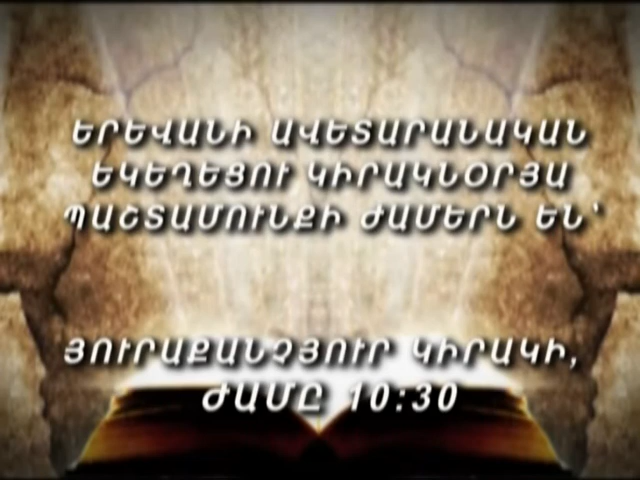 ԵՐԵՎԱՆԻ ԱՎԵՏԱՐԱՆԱԿԱՆ
ԵԿԵՂԵՑՈՒ ԿԻՐԱԿՆՕՐՅԱ
ՊԱՇՏԱՄՈՒՆՔԻ ԺԱՄԵՐՆ ԵՆ՝
ՅՈՒՐԱՔԱՆՉՅՈՒՐ ԿԻՐԱԿԻ,
ԺԱՄԸ 10:30